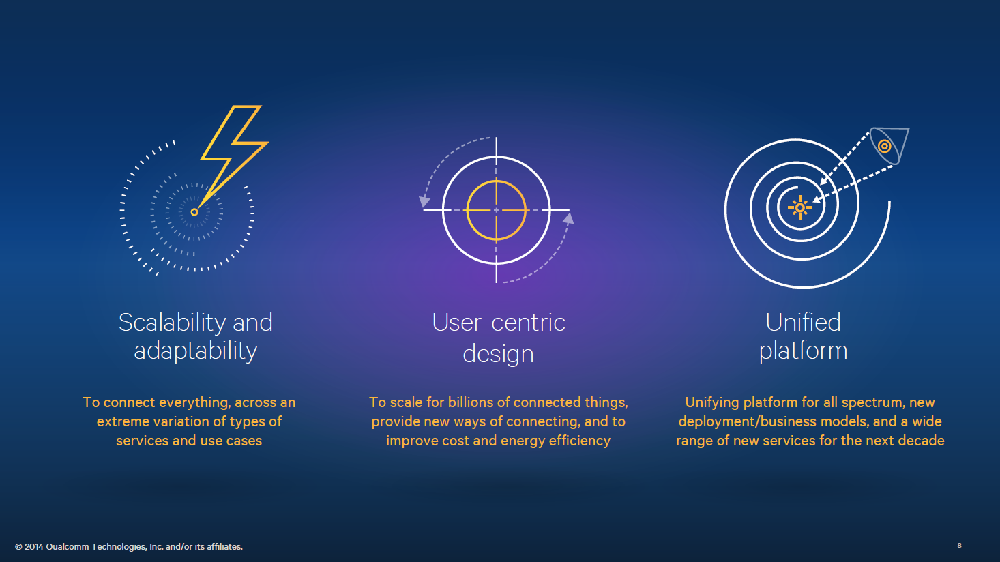 Scalability and
adaptability
To connect everything, across an
extreme variation of types of
services and use cases
User-centric
design
To scale for billions of connected things,
provide new ways of connecting, and to
improve cost and energy efficiency
Unified
platform
Unifying platform for all spectrum, new
deployment/business models, and a wide
range of new services for the next decade
© 2014 Qualcomm Technologies, Inc. and/or its affiliates.
8